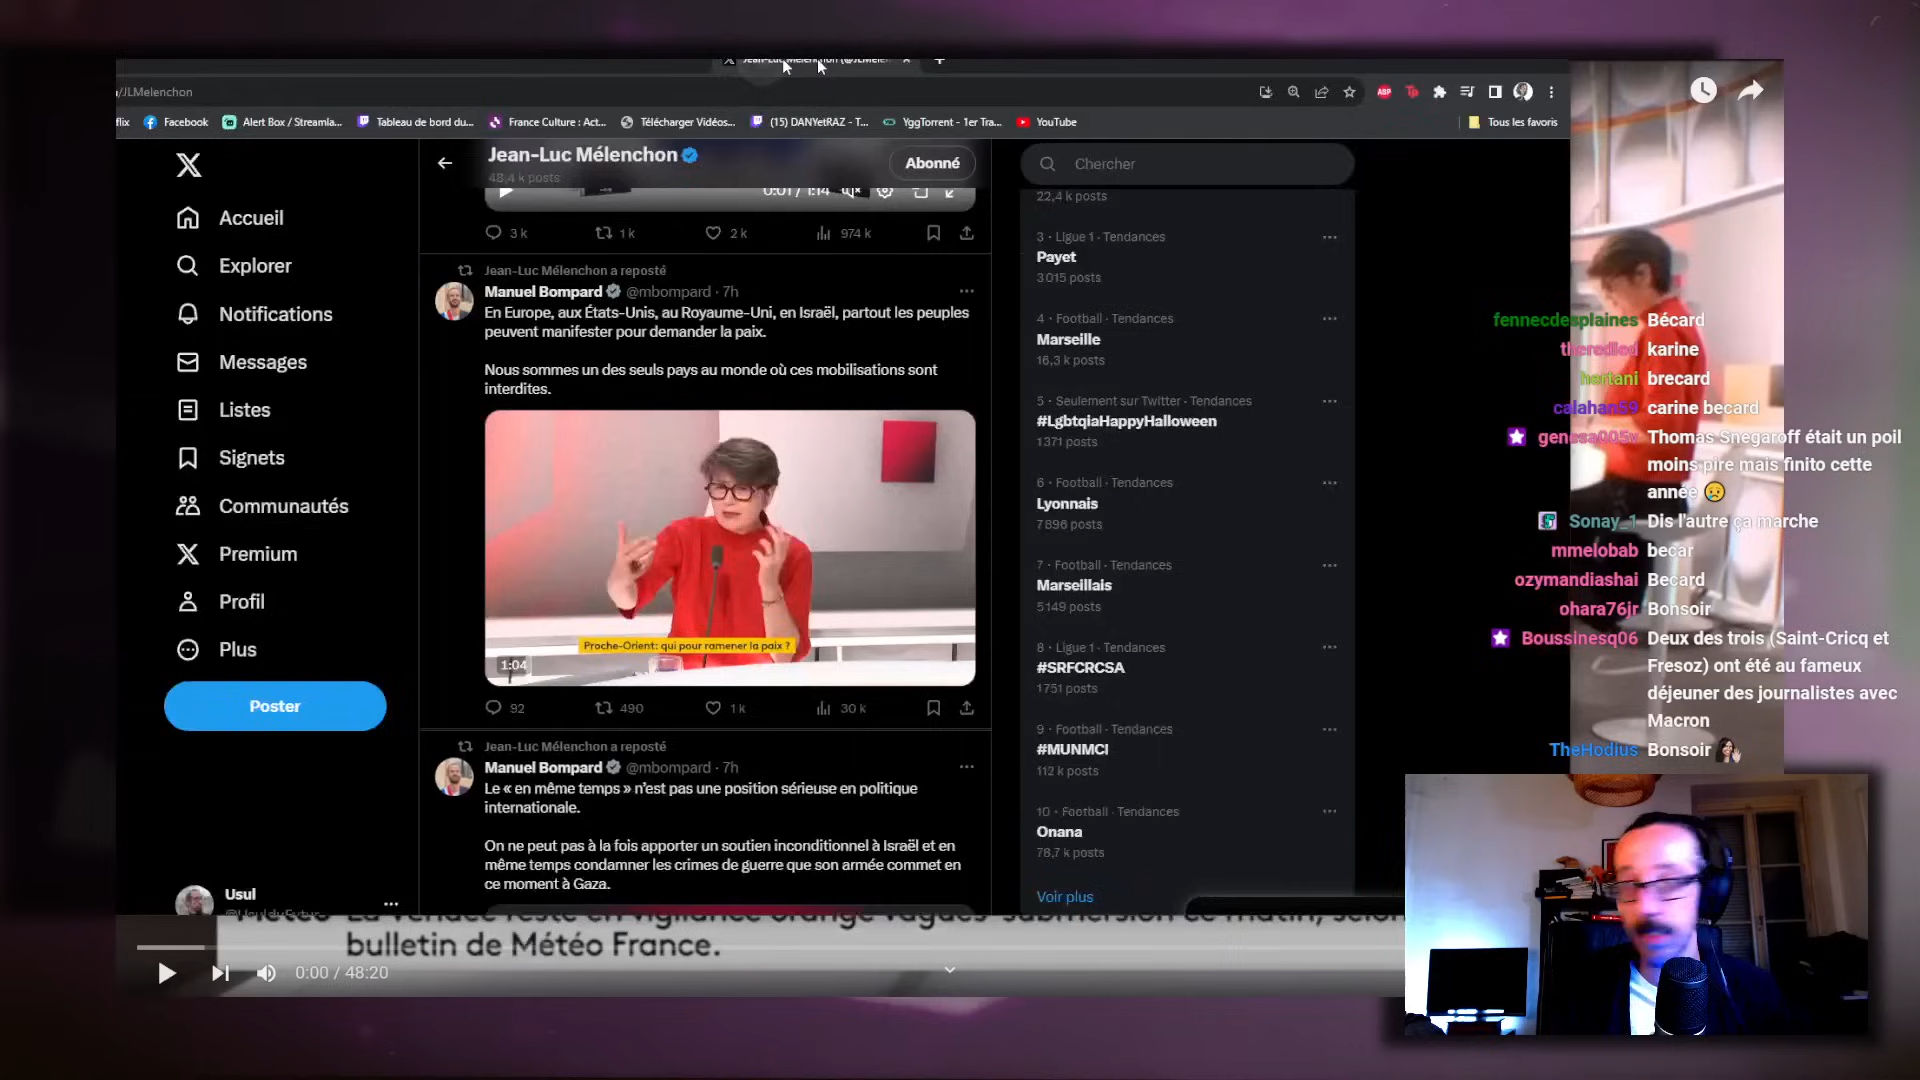 /JLMelenchon
flix
Facebook
Alert Box / Streamla...
Tableau de bord du...
France Culture : Act...
Télécharger Vidéos...
(15) DANYetRAZ - T...
YggTorrent - 1er Tra...
YouTube
Tous les favoris
Accueil
Explorer
Notifications
Messages
Listes
Signets
Communautés
Premium
Profil
Plus
Poster
Usul
Jean-Luc Mélenchon
48,4 k posts
Abonné
0:01 / 1:14
3 k
1 k
2 k
974 k
Jean-Luc Mélenchon a reposté
Manuel Bompard @mbompard · 7h
En Europe, aux États-Unis, au Royaume-Uni, en Israël, partout les peuples
peuvent manifester pour demander la paix.
Nous sommes un des seuls pays au monde où ces mobilisations sont
interdites.
Proche-Orient: qui pour ramener la paix ?
1:04
92
490
1 k
30 k
Jean-Luc Mélenchon a reposté
Manuel Bompard @mbompard · 7h
Le « en même temps » n'est pas une position sérieuse en politique
internationale.
On ne peut pas à la fois apporter un soutien inconditionnel à Israël et en
même temps condamner les crimes de guerre que son armée commet en
ce moment à Gaza.
Chercher
22,4 k posts
3 · Ligue 1 · Tendances
Payet
3 015 posts
4 · Football · Tendances
Marseille
16,3 k posts
5 · Seulement sur Twitter · Tendances
#LgbtqiaHappyHalloween
1 371 posts
6 · Football · Tendances
Lyonnais
7 896 posts
7 · Football · Tendances
Marseillais
5 149 posts
8 · Ligue 1 · Tendances
#SRFCRCSA
1 751 posts
9 · Football · Tendances
#MUNMCI
112 k posts
10 · Football · Tendances
Onana
78,7 k posts
Voir plus
fennecdesplaines Bécard
karine
hortani brecard
calahan59 carine becard
Thomas Snegaroff était un poil
moins pire mais finito cette
année
Sonay_1 Dis l'autre ça marche
mmelobab becar
ozymandiashai Becard
ohara76jr Bonsoir
Boussinesq06 Deux des trois (Saint-Cricq et
Fresoz) ont été au fameux
déjeuner des journalistes avec
Macron
TheHodius Bonsoir
bulletin de Météo France.
0:00 / 48:20